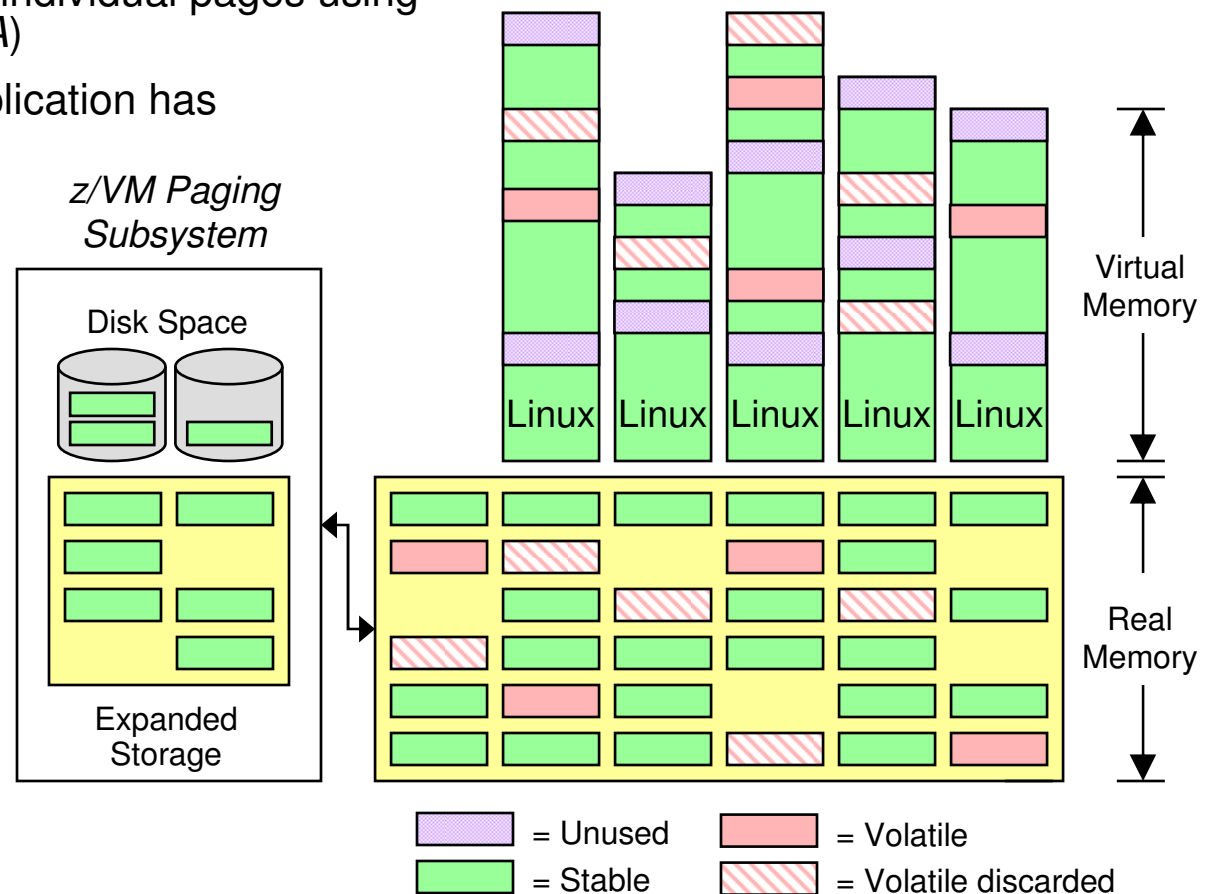 individual pages using
A)
plication has
z/VM Paging
Subsystem
Disk Space
Expanded
Storage
Linux Linux Linux Linux Linux
Virtual
Memory
Real
Memory
= Unused
= Volatile
= Stable
= Volatile discarded